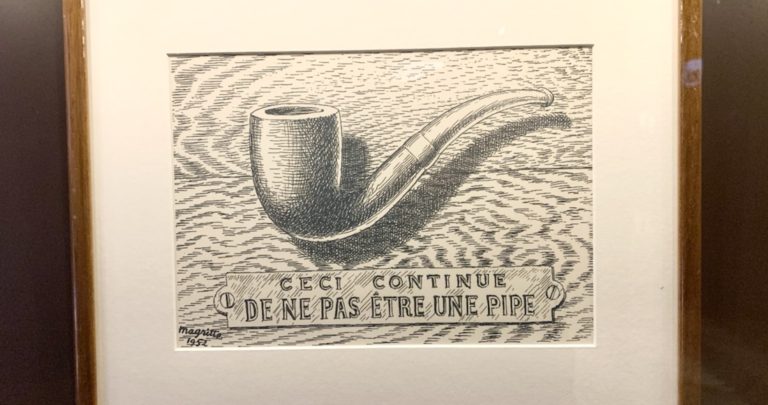 CECI CONTINUE
DE NE PAS ÊTRE UNE PIPE
Magritte
1952